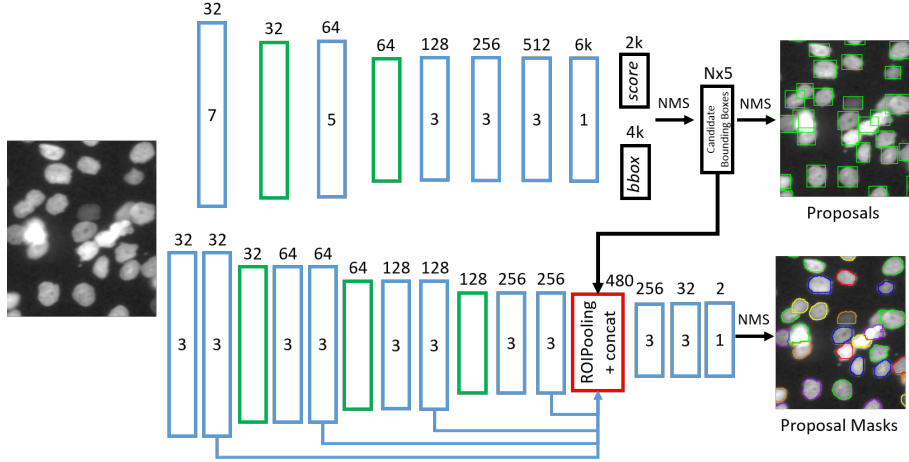 32 32 64 64 128 256 512 6k 2k Nx5
7 5 3 3 3 1
score
4k
bbox
NMS
Candidate
Bounding Boxes
NMS
Proposals
32 32 32 64 64 64 128 128 128 256 256 480 256 32 2
3 3 3 3 3 3 3 3 3 3 1
ROIPooling
+ concat
NMS
Proposal Masks